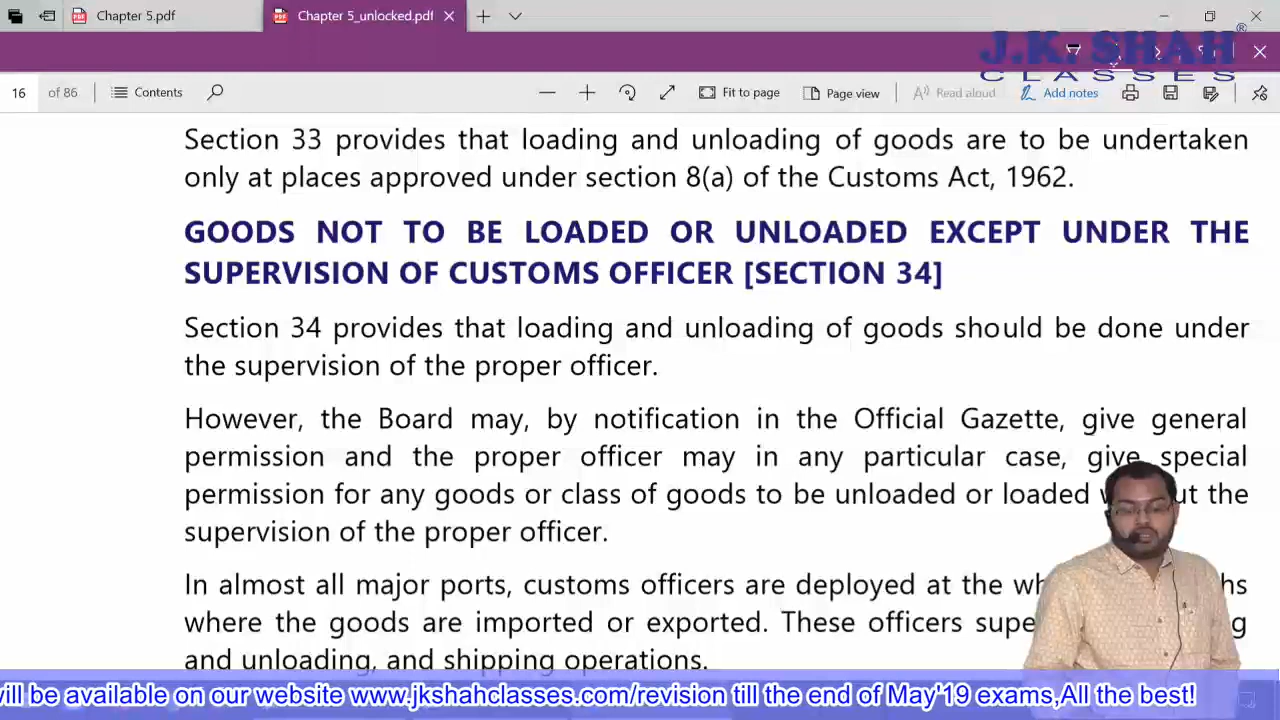 Chapter 5.pdf
Chapter 5_unlocked.pdf
J.K. SHAH®
CLASSES
16 of 86 Contents Fit to page Page view Read aloud Add notes
Section 33 provides that loading and unloading of goods are to be undertaken
only at places approved under section 8(a) of the Customs Act, 1962.
GOODS NOT TO BE LOADED OR UNLOADED EXCEPT UNDER THE
SUPERVISION OF CUSTOMS OFFICER [SECTION 34]
Section 34 provides that loading and unloading of goods should be done under
the supervision of the proper officer.
However, the Board may, by notification in the Official Gazette, give general
permission and the proper officer may in any particular case, give special
permission for any goods or class of goods to be unloaded or loaded the
supervision of the proper officer.
In almost all major ports, customs officers are deployed at the
where the goods are imported or exported. These officers
and unloading, and shipping operations.
will be available on our website www.jkshahclasses.com/revision till the end of May'19 exams,All the best!